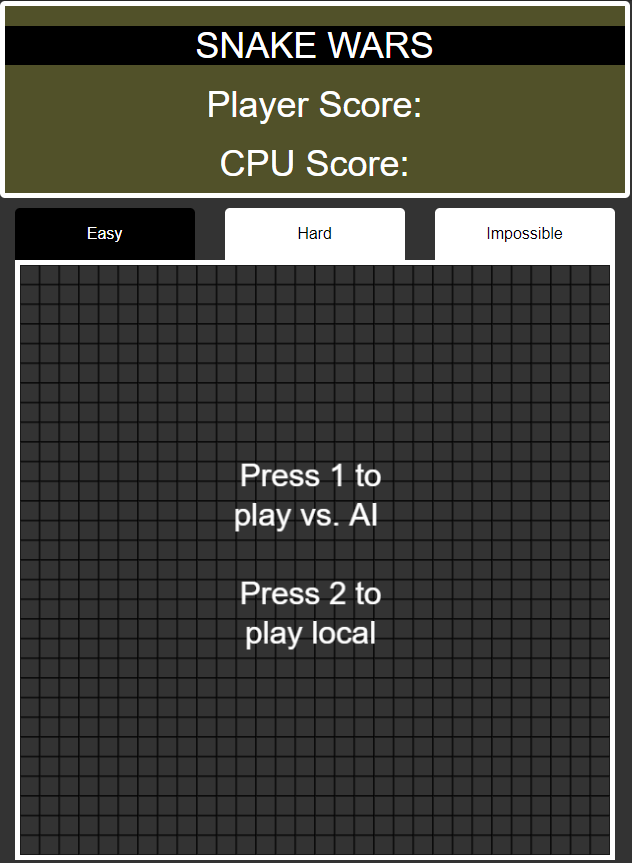 SNAKE WARS
Player Score:
CPU Score:
Easy Hard Impossible
Press 1 to
play vs. AI
Press 2 to
play local